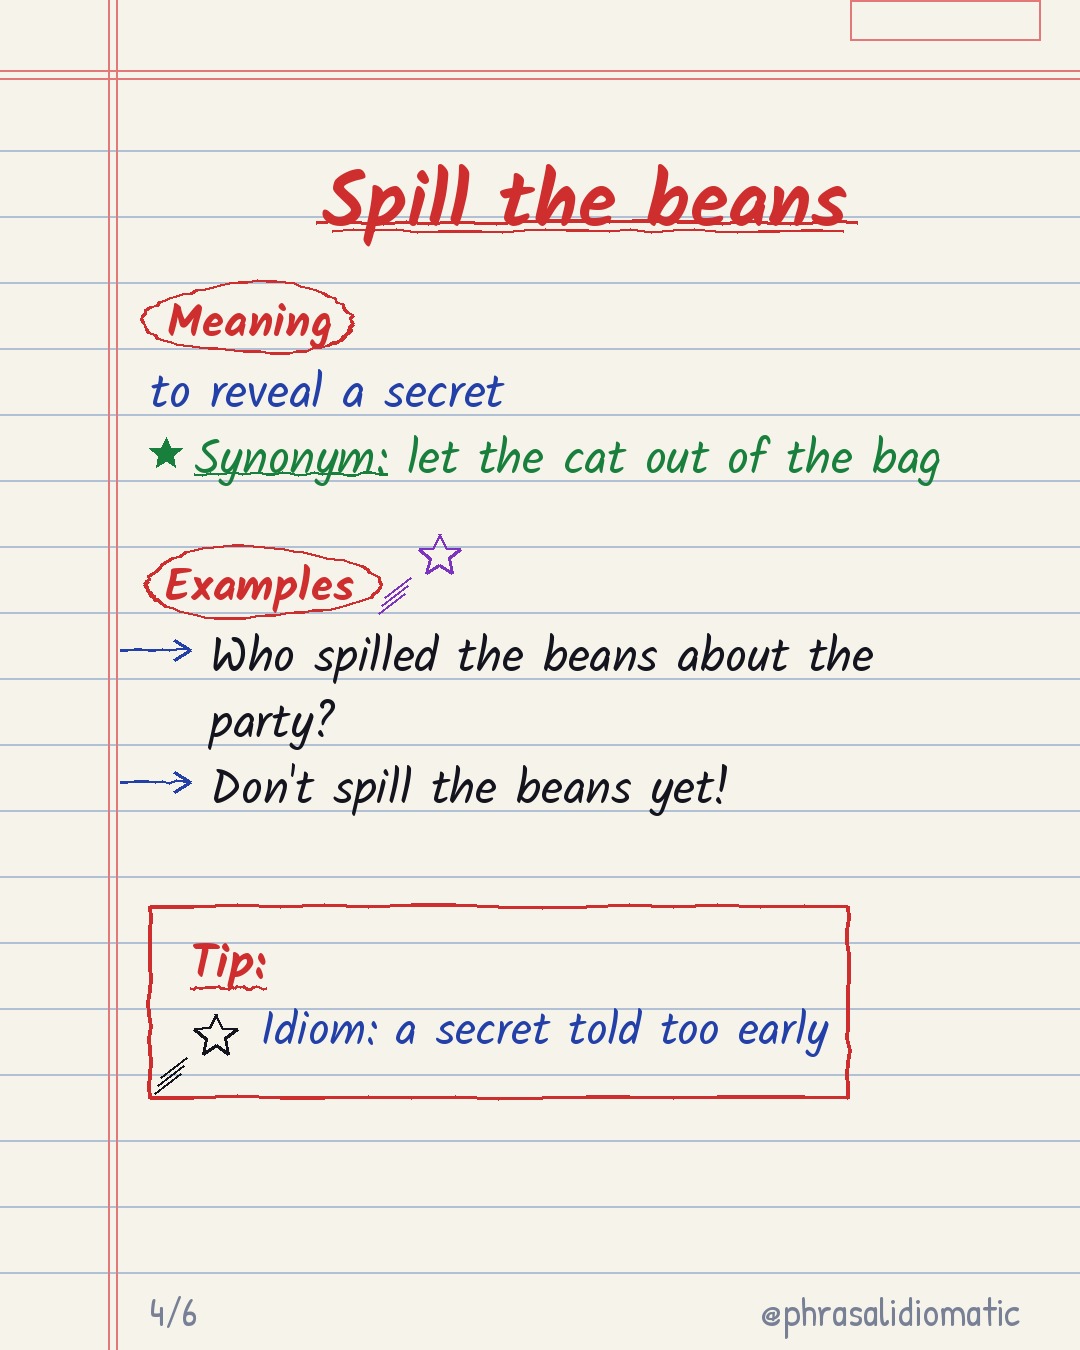 Spill the beans
Meaning
to reveal a secret
★ Synonym: let the cat out of the bag
Examples
→ Who spilled the beans about the
party?
→ Don't spill the beans yet!
Tip:
☆ Idiom: a secret told too early
4/6
@phrasalidiomatic